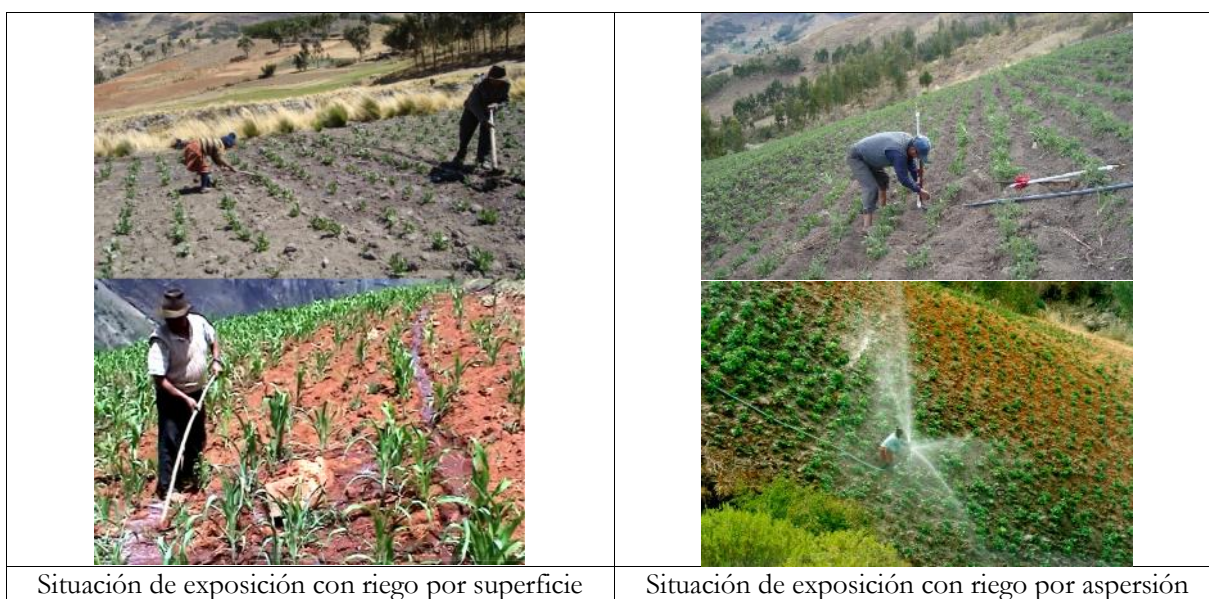 Situación de exposición con riego por superficie
Situación de exposición con riego por aspersión